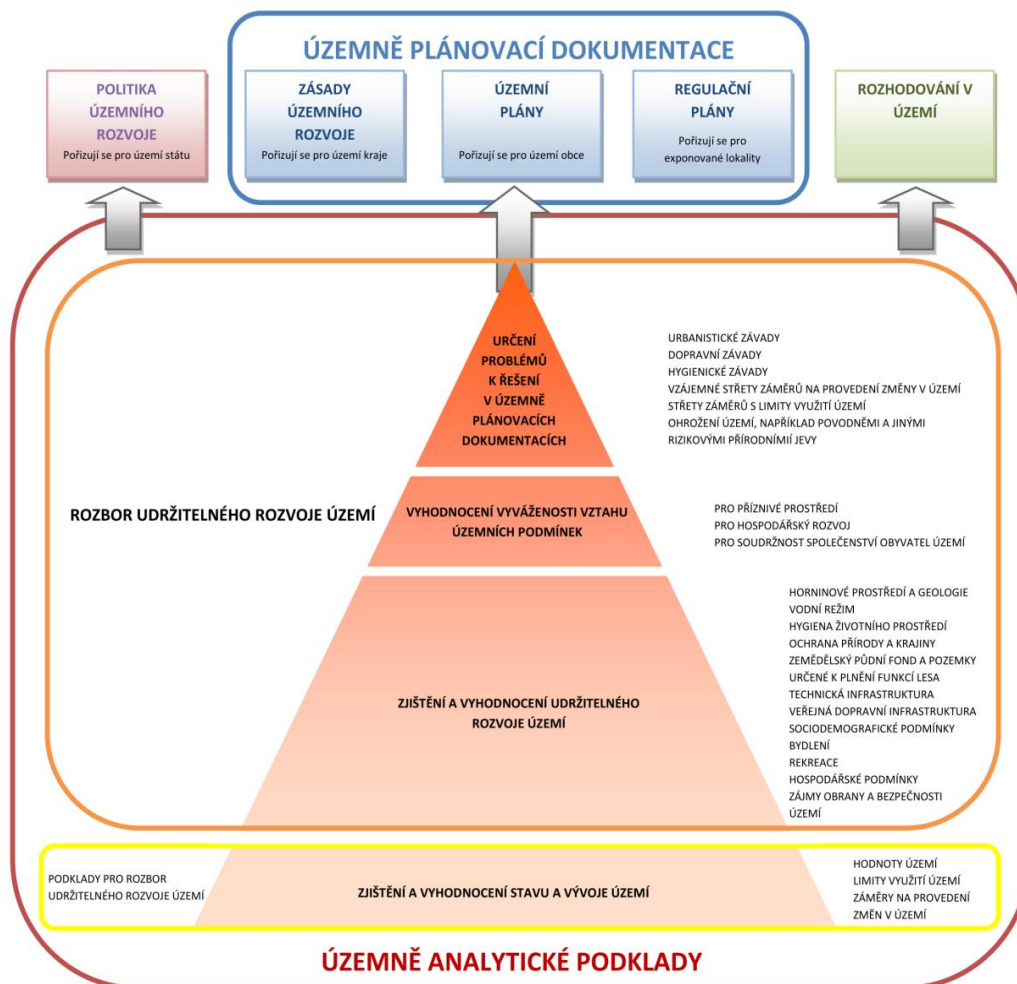 ÚZEMNĚ PLÁNOVACÍ DOKUMENTACE
POLITIKA
ÚZEMNÍHO
ROZVOJE
Pořizují se pro území státu
ZÁSADY
ÚZEMNÍHO
ROZVOJE
Pořizují se pro území kraje
ÚZEMNÍ
PLÁNY
Pořizují se pro území obce
REGULAČNÍ
PLÁNY
Pořizují se pro
exponované lokality
ROZHODOVÁNÍ V
ÚZEMÍ
URČENÍ
PROBLÉMŮ
K ŘEŠENÍ
V ÚZEMNĚ
PLÁNOVACÍCH
DOKUMENTACÍCH
URBANISTICKÉ ZÁVADY
DOPRAVNÍ ZÁVADY
HYGIENICKÉ ZÁVADY
VZÁJEMNÉ STŘETY ZÁMĚRŮ NA PROVEDENÍ ZMĚNY V ÚZEMÍ
STŘETY ZÁMĚRŮ S LIMITY VYUŽITÍ ÚZEMÍ
OHROŽENÍ ÚZEMÍ, NAPŘÍKLAD POVODNĚMI A JINÝMI
RIZIKOVÝMI PŘÍRODNÍMIÍ JEVY
ROZBOR UDRŽITELNÉHO ROZVOJE ÚZEMÍ
VYHODNOCENÍ VYVÁŽENOSTI VZTAHU
ÚZEMNÍCH PODMÍNEK
PRO PŘÍZNIVÉ PROSTŘEDÍ
PRO HOSPODÁŘSKÝ ROZVOJ
PRO SOUDRŽNOST SPOLEČENSTVÍ OBYVATEL ÚZEMÍ
ZJIŠTĚNÍ A VYHODNOCENÍ UDRŽITELNÉHO
ROZVOJE ÚZEMÍ
HORNINOVÉ PROSTŘEDÍ A GEOLOGIE
VODNÍ REŽIM
HYGIENA ŽIVOTNÍHO PROSTŘEDÍ
OCHRANA PŘÍRODY A KRAJINY
ZEMĚDĚLSKÝ PŮDNÍ FOND A POZEMKY
URČENÉ K PLNĚNÍ FUNKCÍ LESA
TECHNICKÁ INFRASTRUKTURA
VEŘEJNÁ DOPRAVNÍ INFRASTRUKTURA
SOCIODEMOGRAFICKÉ PODMÍNKY
BYDLENÍ
REKREACE
HOSPODÁŘSKÉ PODMÍNKY
ZÁJMY OBRANY A BEZPEČNOSTI
ÚZEMÍ
PODKLADY PRO ROZBOR
UDRŽITELNÉHO ROZVOJE ÚZEMÍ
ZJIŠTĚNÍ A VYHODNOCENÍ STAVU A VÝVOJE ÚZEMÍ
HODNOTY ÚZEMÍ
LIMITY VYUŽITÍ ÚZEMÍ
ZÁMĚRY NA PROVEDENÍ
ZMĚN V ÚZEMÍ
ÚZEMNĚ ANALYTICKÉ PODKLADY